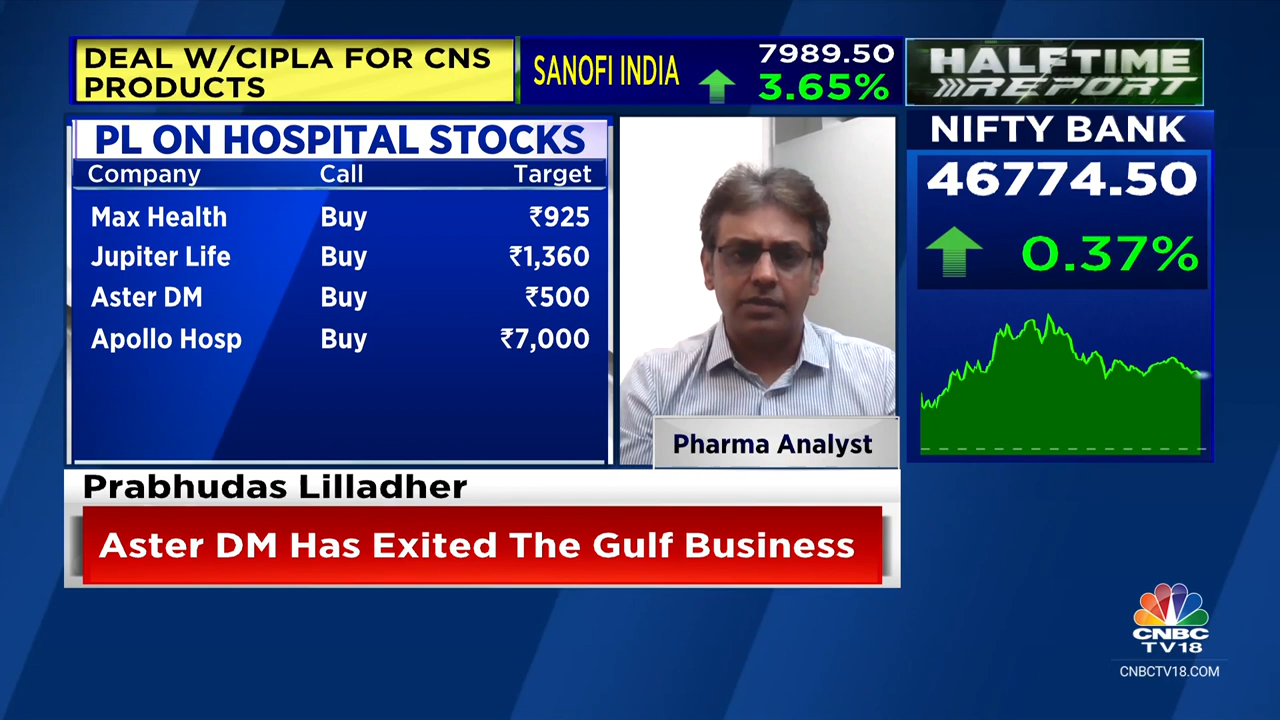 DEAL W/CIPLA FOR CNS
PRODUCTS
SANOFI INDIA
7989.50
3.65%
HALFTIME
REPORT
PL ON HOSPITAL STOCKS
Company Call Target
Max Health Buy ₹925
Jupiter Life Buy ₹1,360
Aster DM Buy ₹500
Apollo Hosp Buy ₹7,000
Pharma Analyst
NIFTY BANK
46774.50
0.37%
Prabhudas Lilladher
Aster DM Has Exited The Gulf Business
CNBC
TV18
CNBCTV18.COM